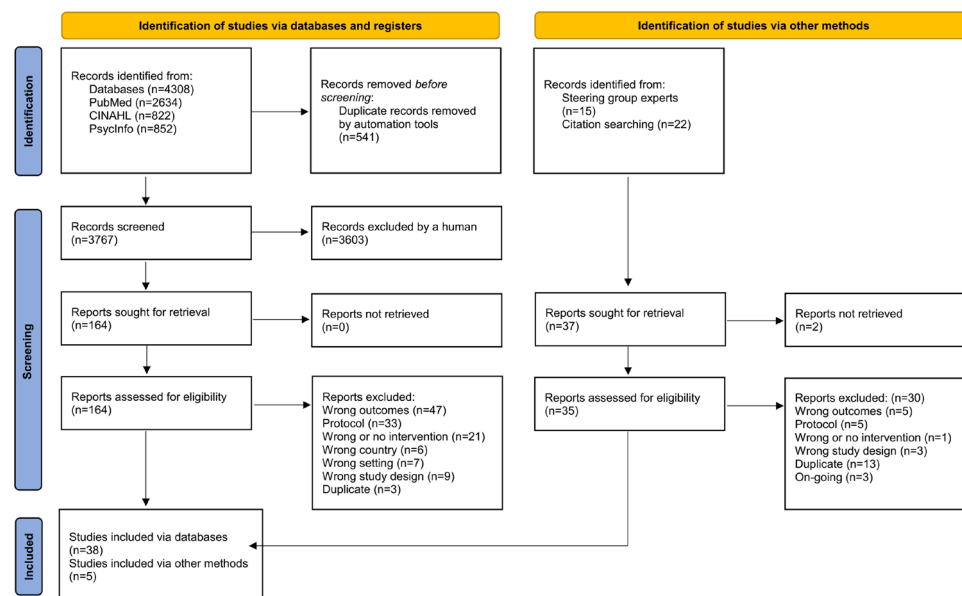 Identification of studies via databases and registers
Identification of studies via other methods
Identification
Records identified from:
Databases (n=4308)
PubMed (n=2634)
CINAHL (n=822)
PsycInfo (n=852)
Records removed before
screening:
Duplicate records removed
by automation tools
(n=541)
Records identified from:
Steering group experts
(n=15)
Citation searching (n=22)
Screening
Records screened
(n=3767)
Records excluded by a human
(n=3603)
Reports sought for retrieval
(n=164)
Reports not retrieved
(n=0)
Reports sought for retrieval
(n=37)
Reports not retrieved
(n=2)
Reports assessed for eligibility
(n=164)
Reports excluded:
Wrong outcomes (n=47)
Protocol (n=33)
Wrong or no intervention (n=21)
Wrong country (n=6)
Wrong setting (n=7)
Wrong study design (n=9)
Duplicate (n=3)
Reports assessed for eligibility
(n=35)
Reports excluded: (n=30)
Wrong outcomes (n=5)
Protocol (n=5)
Wrong or no intervention (n=1)
Wrong study design (n=3)
Duplicate (n=13)
On-going (n=3)
Included
Studies included via databases
(n=38)
Studies included via other methods
(n=5)